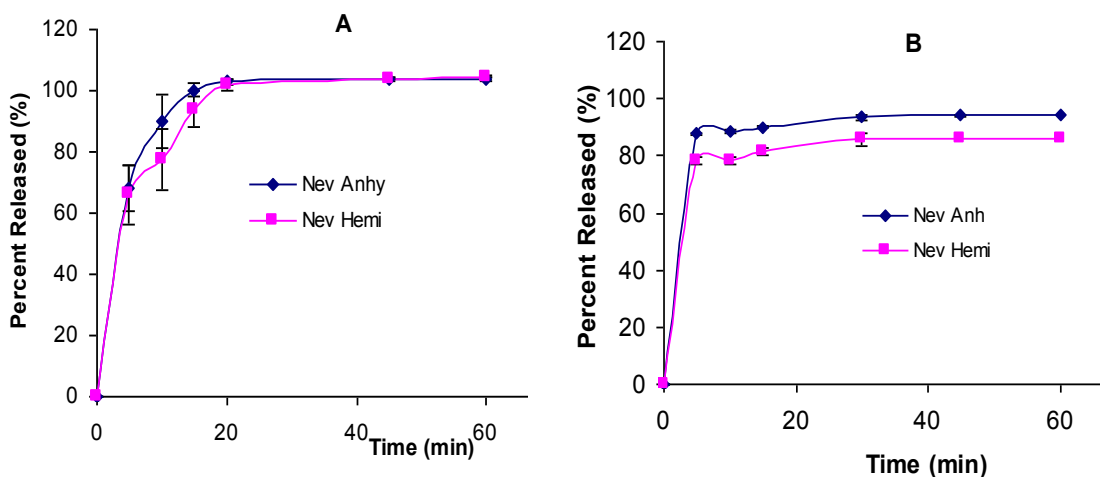 A
Percent Released (%)
120
100
80
60
40
20
0
Nev Anhy
Nev Hemi
0 20 40 60
Time (min)
B
Percent Released (%)
120
100
80
60
40
20
0
Nev Anh
Nev Hemi
0 20 40 60
Time (min)